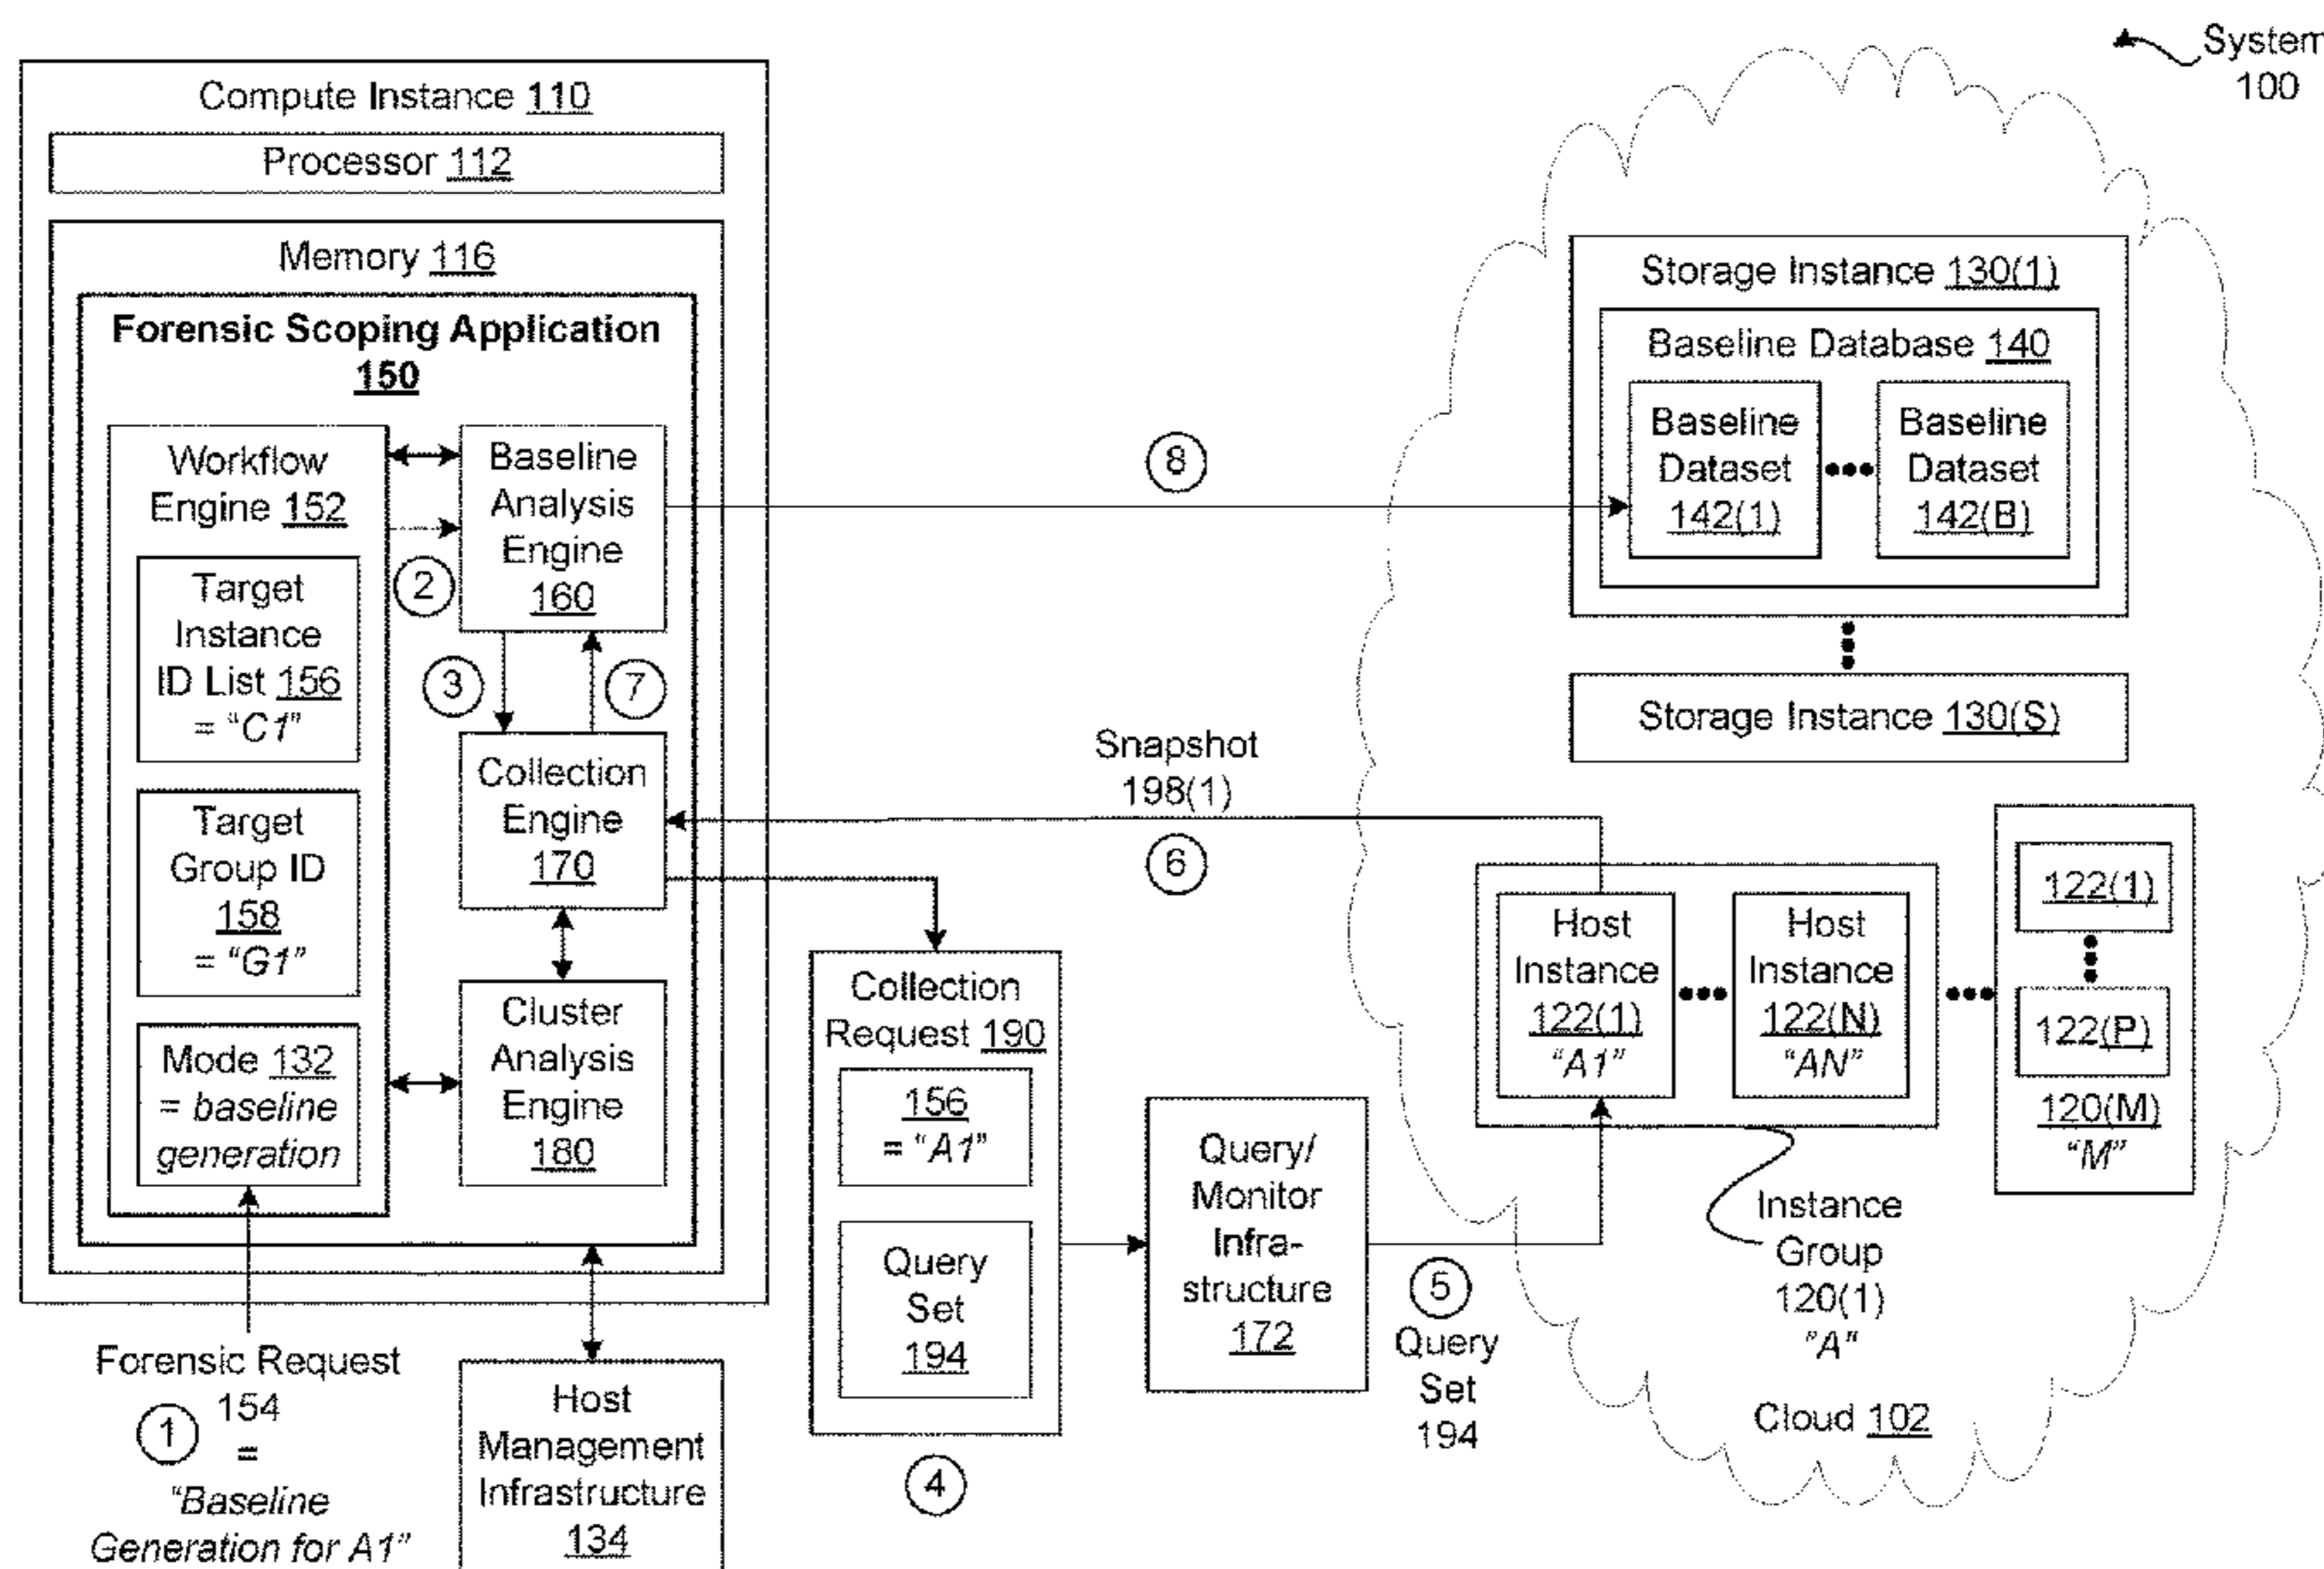 System
100
Compute Instance 110
Processor 112
Memory 116
Forensic Scoping Application
150
Workflow
Engine 152
Target
Instance
ID List 156
= "C1"
Target
Group ID
158
= "G1"
Mode 132
= baseline
generation
Baseline
Analysis
Engine
160
2
3
7
Collection
Engine
170
Cluster
Analysis
Engine
180
Forensic Request
154
1
=
"Baseline
Generation for A1"
Host
Management
Infrastructure
134
8
Snapshot
198(1)
6
Collection
Request 190
156
= "A1"
Query
Set
194
4
Query/
Monitor
Infra-
structure
172
5
Query
Set
194
Storage Instance 130(1)
Baseline Database 140
Baseline
Dataset
142(1)
Baseline
Dataset
142(B)
Storage Instance 130(S)
Host
Instance
122(1)
"A1"
Host
Instance
122(N)
"AN"
122(1)
122(P)
120(M)
"M"
Instance
Group
120(1)
"A"
Cloud 102